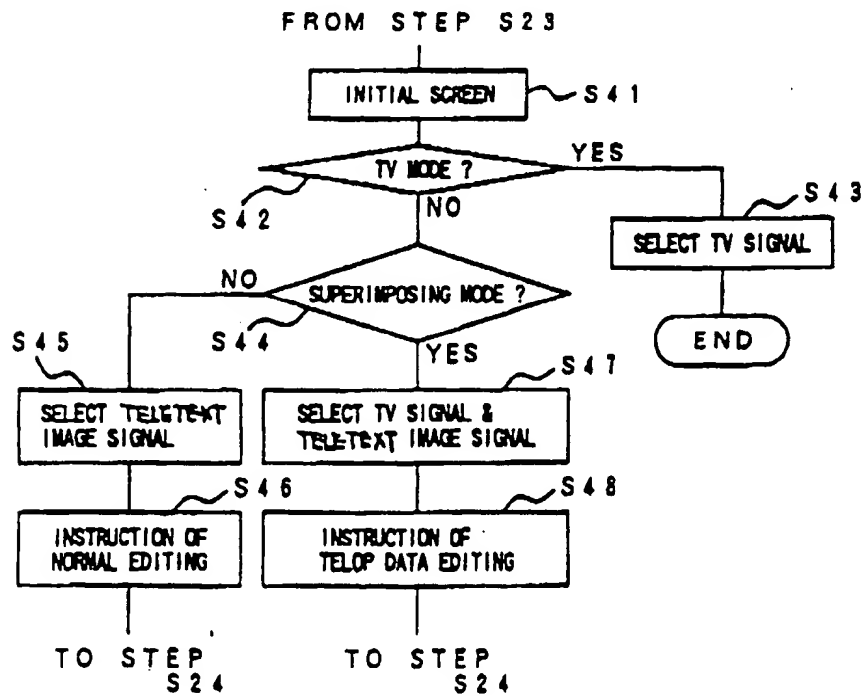 FROM STEP S23
INITIAL SCREEN
S41
TV MODE ?
YES
S42
NO
S43
SELECT TV SIGNAL
END
SUPERIMPOSING MODE ?
NO
S44
YES
S45
SELECT TELETEXT
IMAGE SIGNAL
S46
INSTRUCTION OF
NORMAL EDITING
TO STEP
S24
S47
SELECT TV SIGNAL &
TELETEXT IMAGE SIGNAL
S48
INSTRUCTION OF
TELOP DATA EDITING
TO STEP
S24